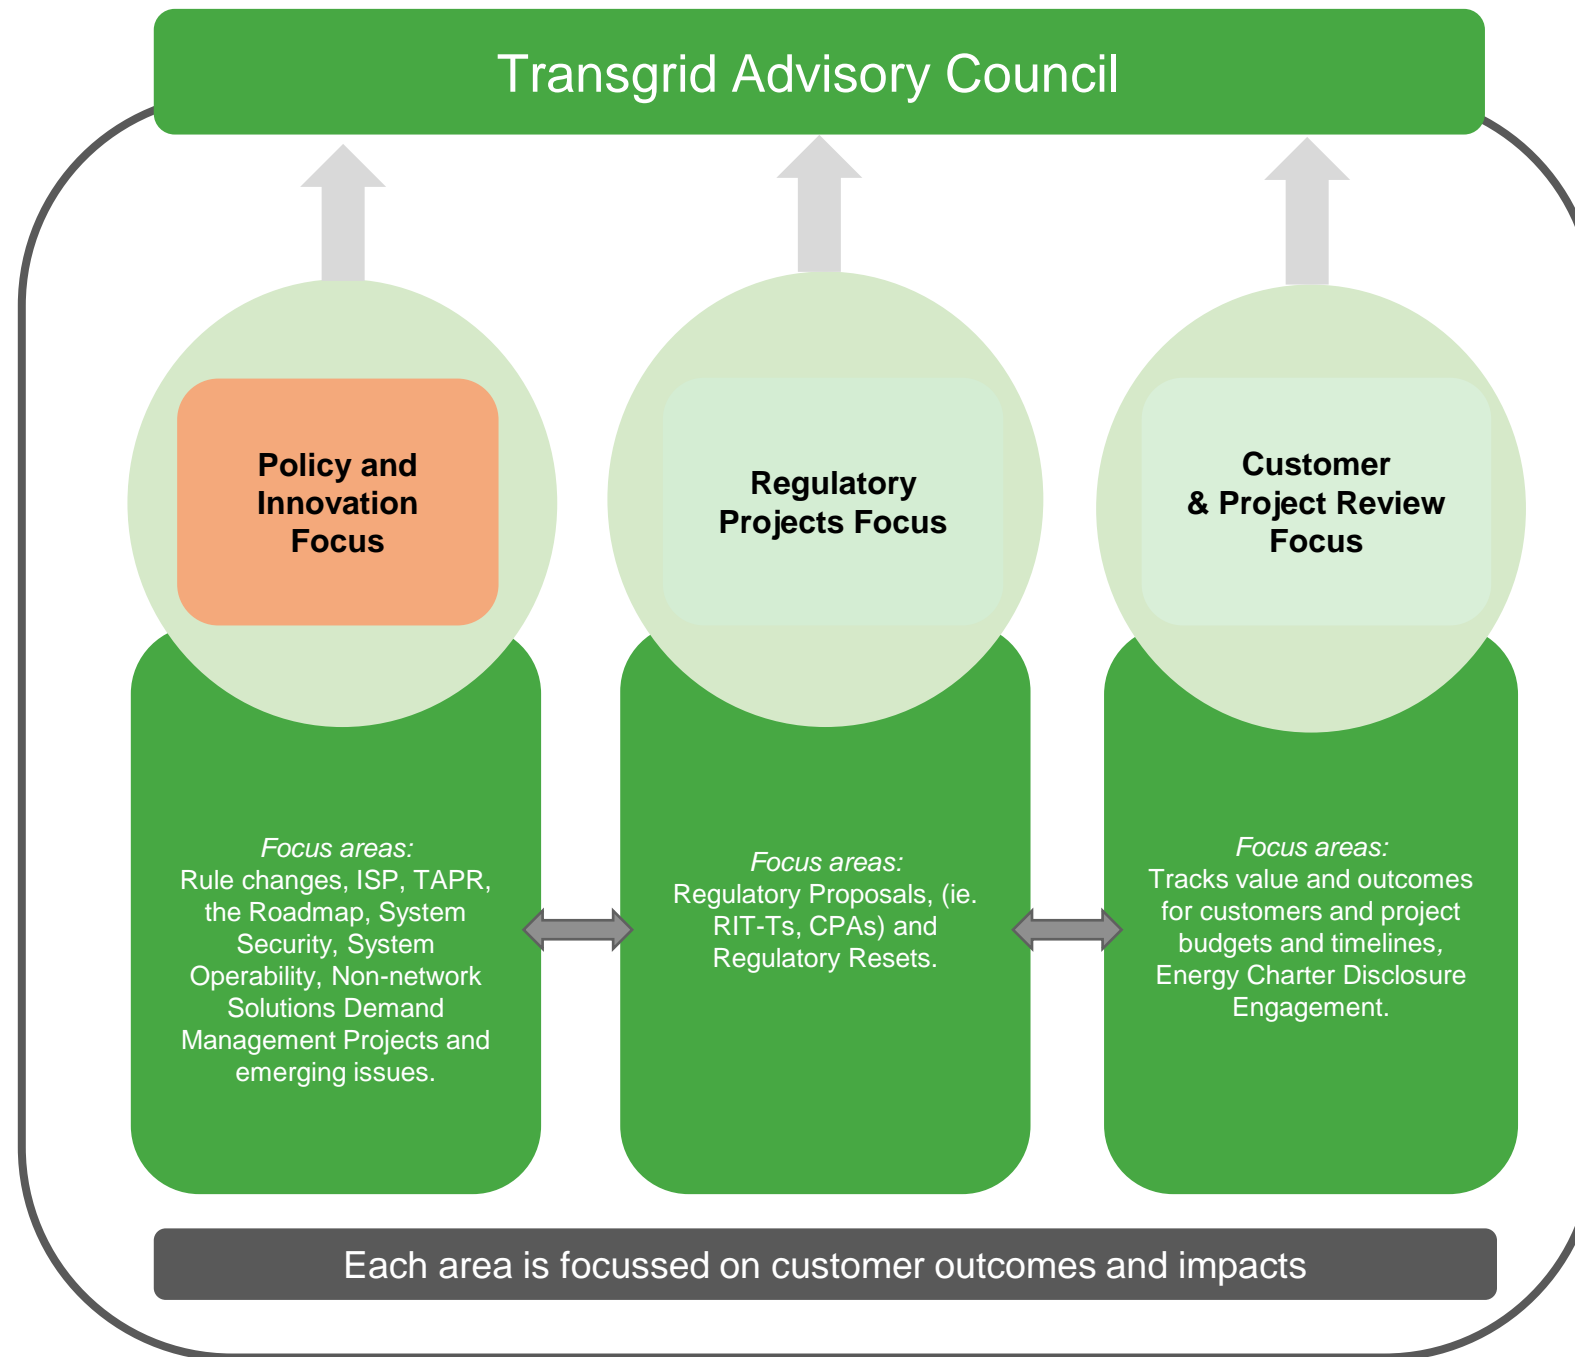 Transgrid Advisory Council
Policy and
Innovation
Focus
Focus areas:
Rule changes, ISP, TAPR,
the Roadmap, System
Security, System
Operability, Non-network
Solutions Demand
Management Projects and
emerging issues.
Regulatory
Projects Focus
Focus areas:
Regulatory Proposals, (ie.
RIT-Ts, CPAs) and
Regulatory Resets.
Customer
& Project Review
Focus
Focus areas:
Tracks value and outcomes
for customers and project
budgets and timelines,
Energy Charter Disclosure
Engagement.
Each area is focussed on customer outcomes and impacts